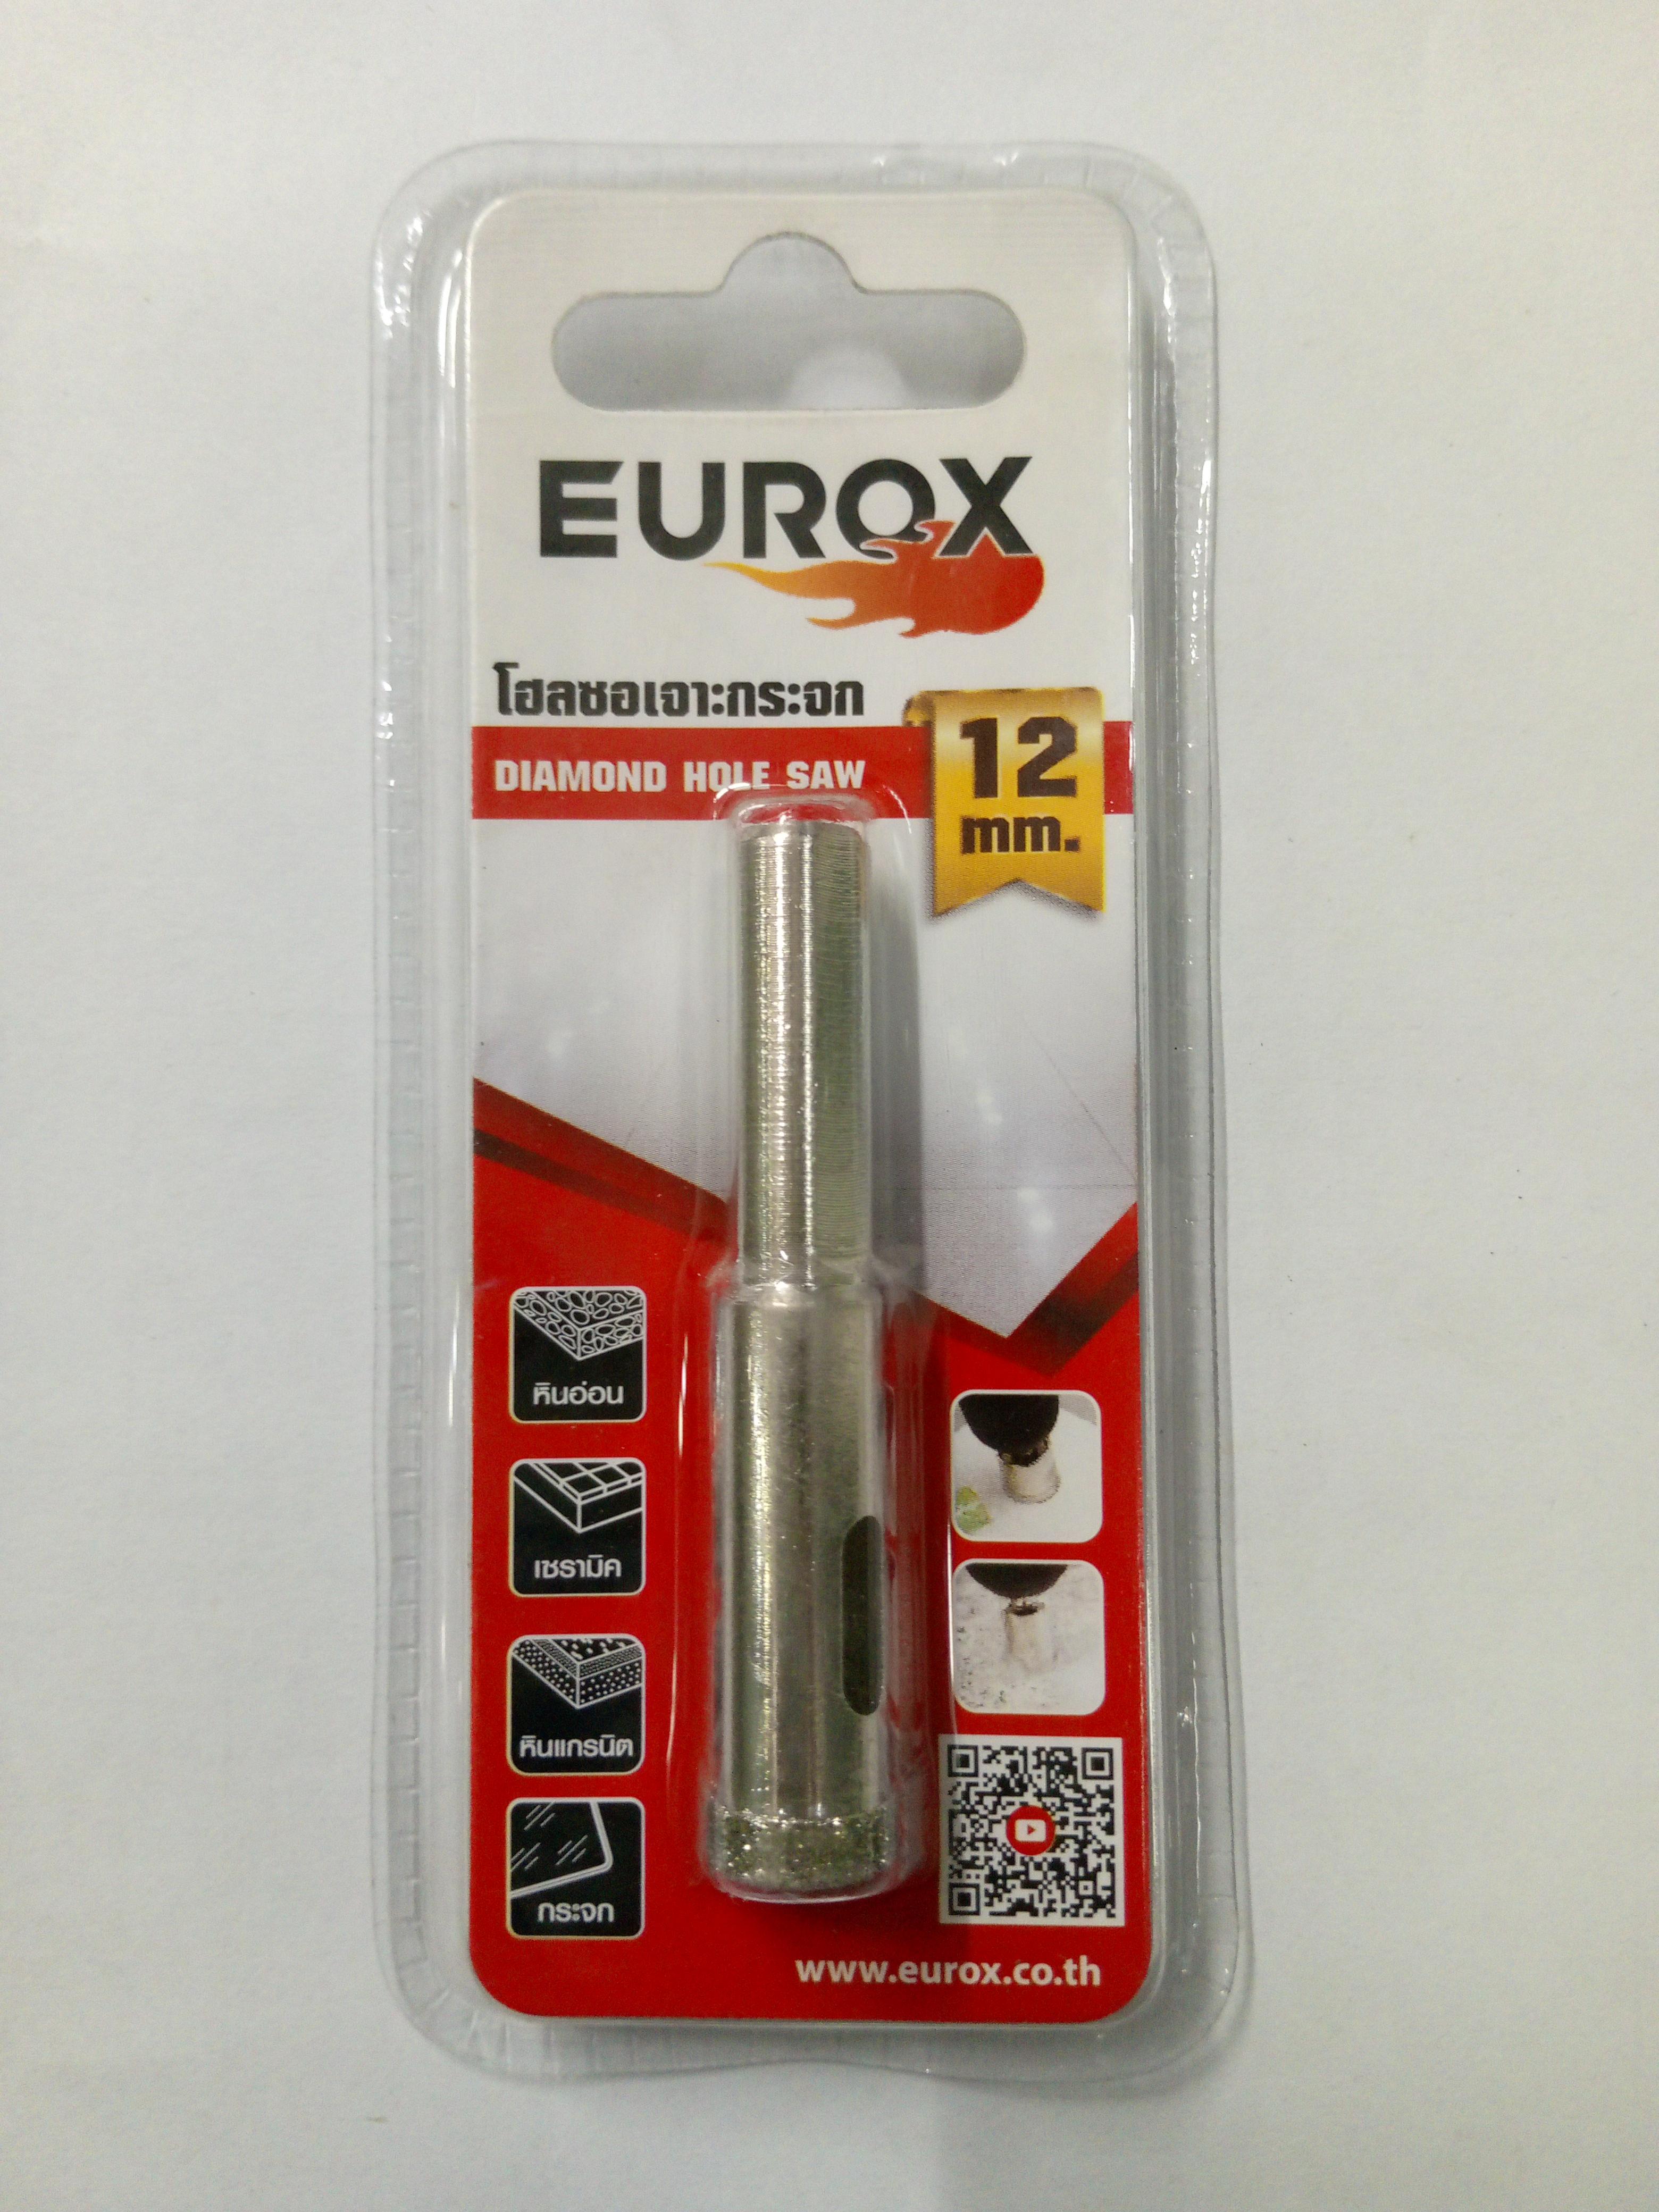 EUROX
โฮลซอเจาะกระจก
DIAMOND HOLE SAW
12
mm.
หินอ่อน
เซรามิค
หินแกรนิต
กระจก
www.eurox.co.th